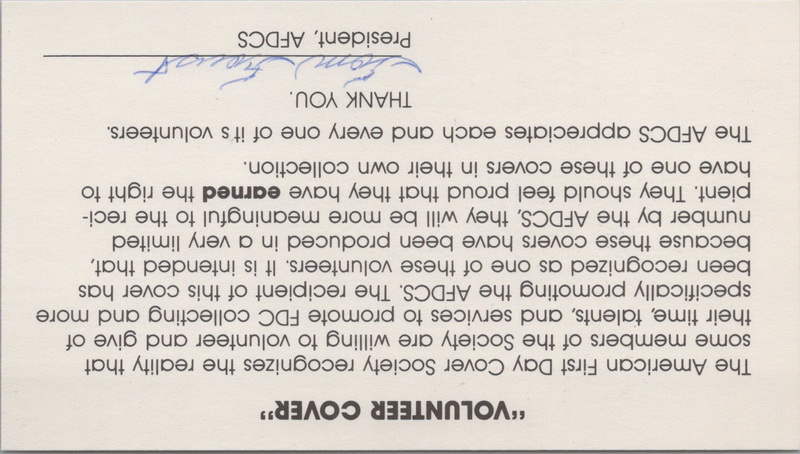 "VOLUNTEER COVER"
The American First Day Cover Society recognizes the reality that
some members of the Society are willing to volunteer and give of
their time, talents, and services to promote FDC collecting and more
specifically promoting the AFDCS. The recipient of this cover has
been recognized as one of these volunteers. It is intended that,
because these covers have been produced in a very limited
number by the AFDCS, they will be more meaningful to the reci-
pient. They should feel proud that they have earned the right to
have one of these covers in their own collection.
The AFDCS appreciates each and every one of it's volunteers.
THANK YOU.
Tom Foust
President, AFDCS